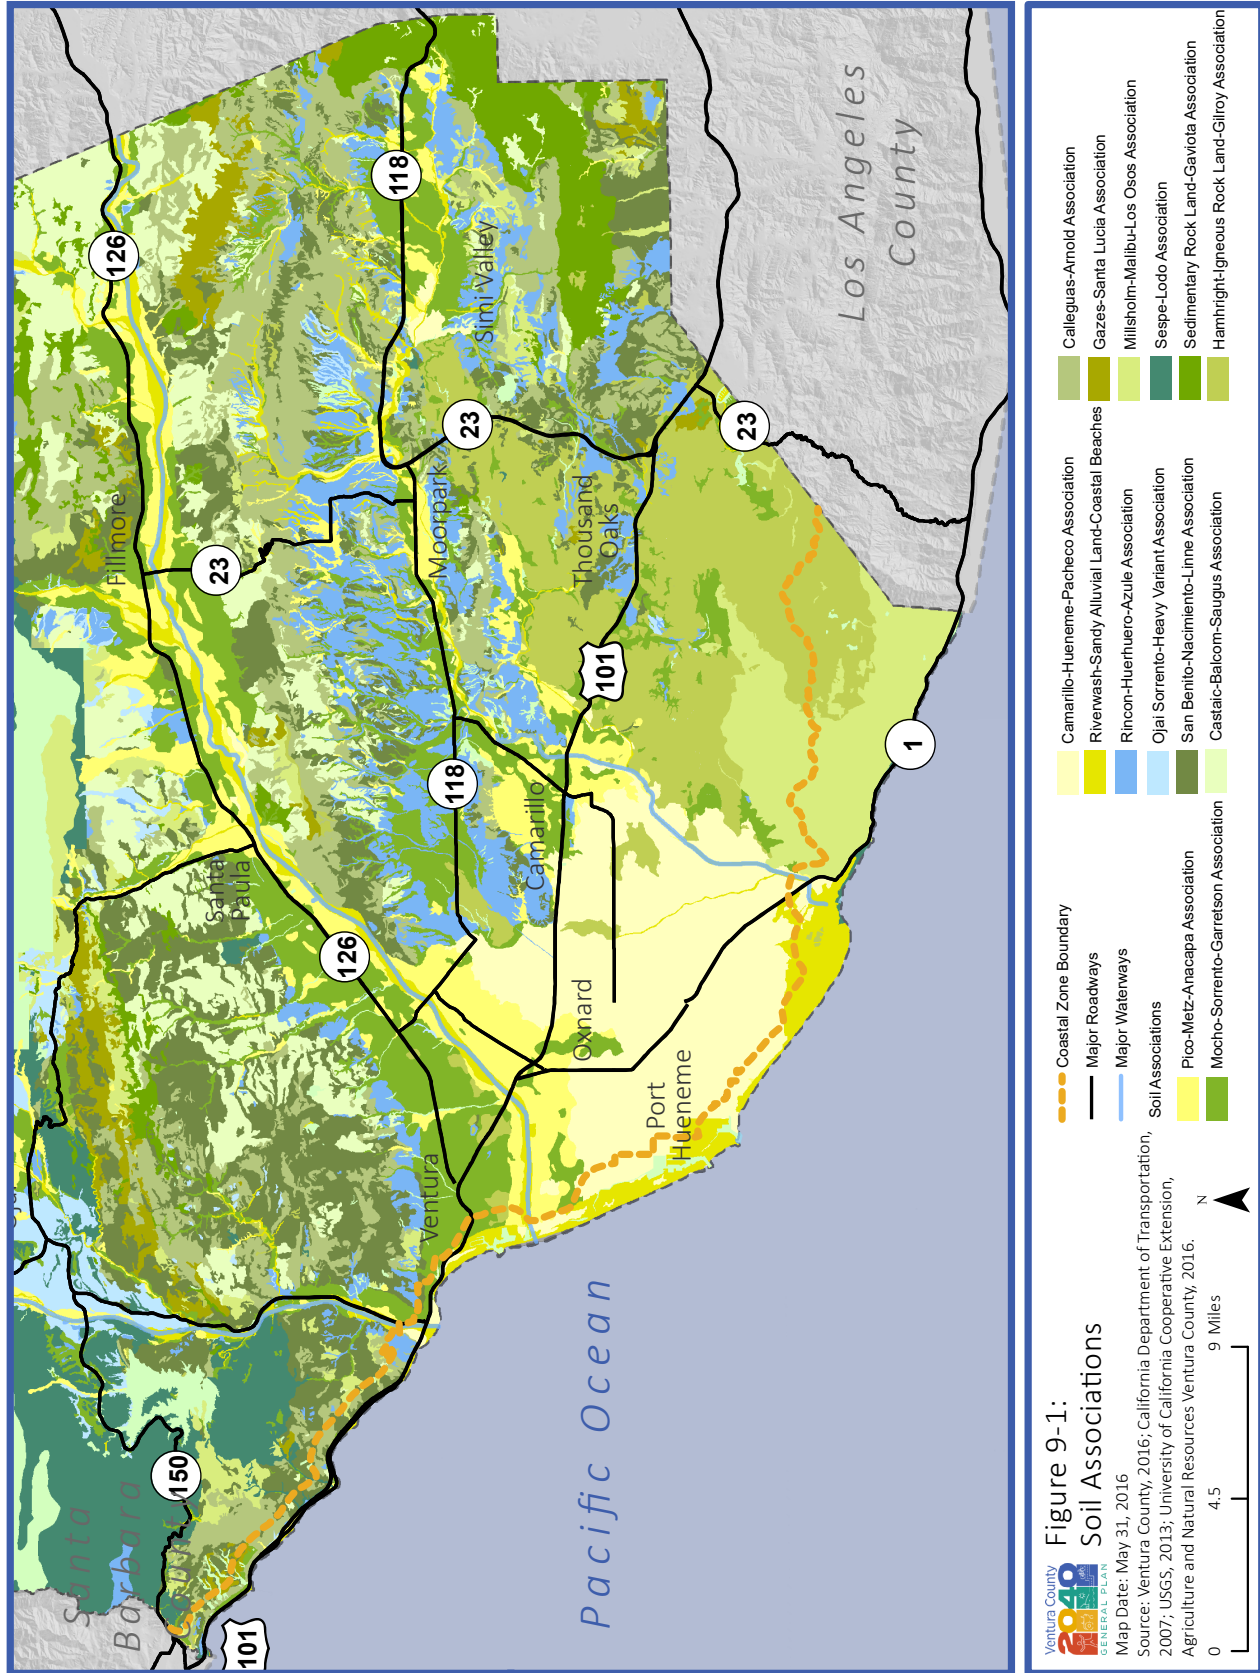 Santa
Barbara
County
Los Angeles
County
Pacific Ocean
Fillmore
Santa
Paula
Simi Valley
Moorpark
Thousand
Oaks
Camarillo
Oxnard
Port
Hueneme
Ventura
126
118
23
23
23
101
118
126
1
150
101
Ventura County
2040
GENERAL PLAN
Figure 9-1:
Soil Associations
Map Date: May 31, 2016
Source: Ventura County, 2016; California Department of Transportation,
2007; USGS, 2013; University of California Cooperative Extension,
Agriculture and Natural Resources Ventura County, 2016.
0
4.5
9 Miles
N
Coastal Zone Boundary
Major Roadways
Major Waterways
Soil Associations
Pico-Metz-Anacapa Association
Mocho-Sorrento-Garretson Association
Camarillo-Hueneme-Pacheco Association
Riverwash-Sandy Alluvial Land-Coastal Beaches
Rincon-Huerhuero-Azule Association
Ojai Sorrento-Heavy Variant Association
San Benito-Nacimiento-Linne Association
Castaic-Balcom-Saugus Association
Calleguas-Arnold Association
Gazes-Santa Lucia Association
Millsholm-Malibu-Los Osos Association
Sespe-Lodo Association
Sedimentary Rock Land-Gaviota Association
Hamhright-Igneous Rock Land-Gilroy Association